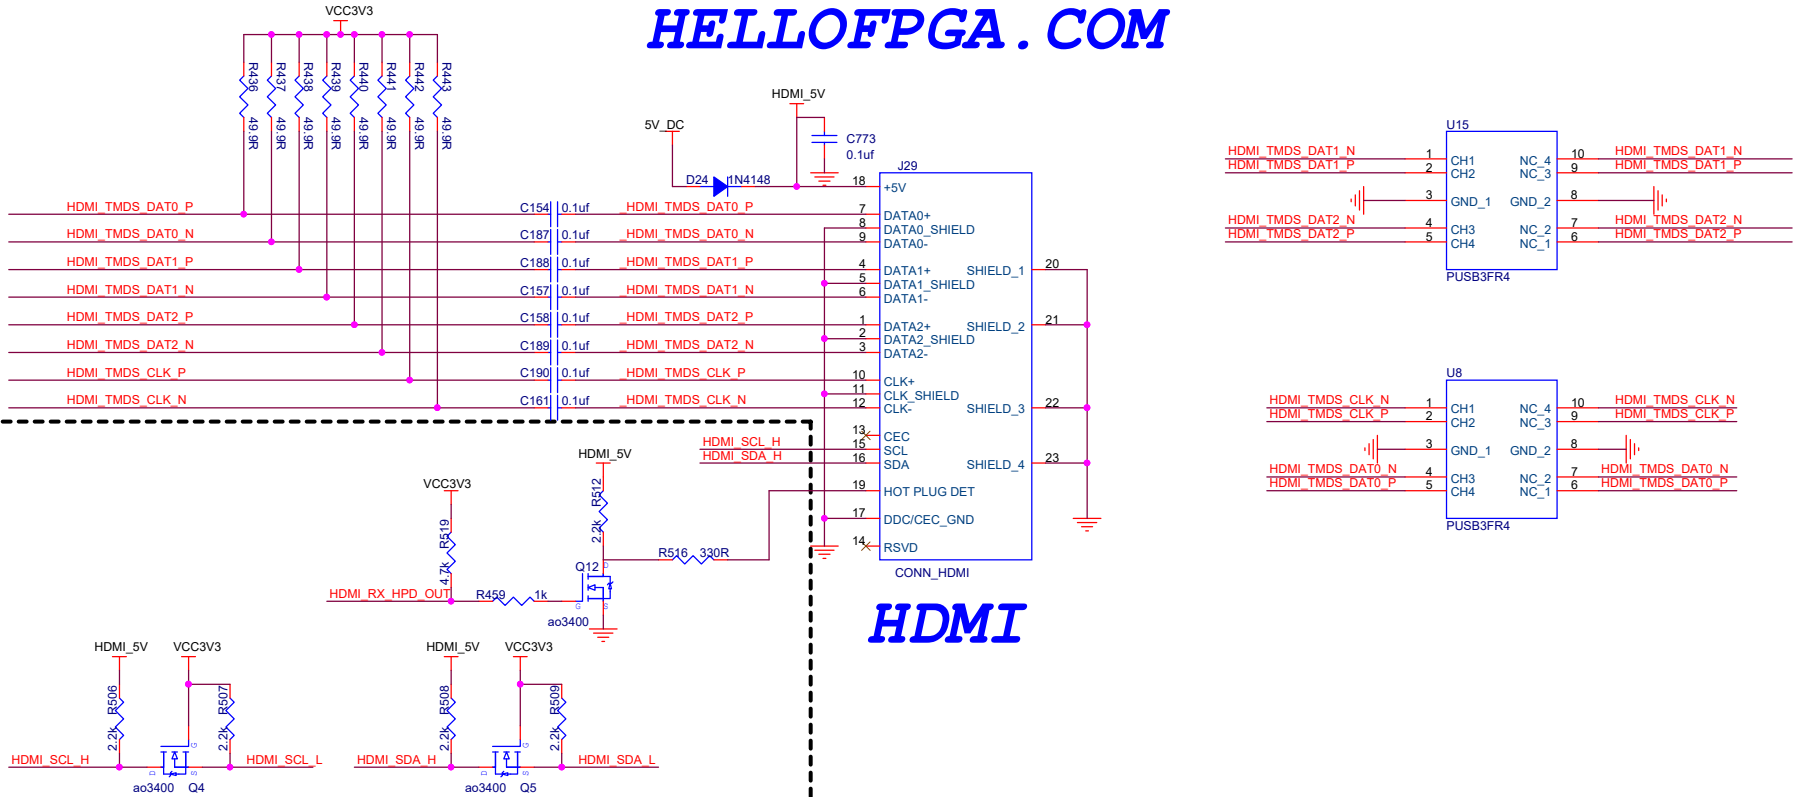 HELLOFPGA.COM
VCC3V3
R436 49.9R
R437 49.9R
R438 49.9R
R439 49.9R
R440 49.9R
R441 49.9R
R442 49.9R
R443 49.9R
HDMI_5V
5V_DC
C773
0.1uf
D24 1N4148
J29
18 +5V
HDMI_TMDS_DAT0_P C154 0.1uf _HDMI_TMDS_DAT0_P 7 DATA0+
8 DATA0_SHIELD
HDMI_TMDS_DAT0_N C187 0.1uf _HDMI_TMDS_DAT0_N 9 DATA0-
HDMI_TMDS_DAT1_P C188 0.1uf _HDMI_TMDS_DAT1_P 4 DATA1+
5 DATA1_SHIELD
HDMI_TMDS_DAT1_N C157 0.1uf _HDMI_TMDS_DAT1_N 6 DATA1-
HDMI_TMDS_DAT2_P C158 0.1uf _HDMI_TMDS_DAT2_P 1 DATA2+
2 DATA2_SHIELD
HDMI_TMDS_DAT2_N C189 0.1uf _HDMI_TMDS_DAT2_N 3 DATA2-
HDMI_TMDS_CLK_P C190 0.1uf _HDMI_TMDS_CLK_P 10 CLK+
11 CLK_SHIELD
HDMI_TMDS_CLK_N C161 0.1uf _HDMI_TMDS_CLK_N 12 CLK-
13 CEC
HDMI_SCL_H 15 SCL
HDMI_SDA_H 16 SDA
19 HOT PLUG DET
17 DDC/CEC_GND
14 RSVD
SHIELD_1 20
SHIELD_2 21
SHIELD_3 22
SHIELD_4 23
CONN_HDMI
HDMI
U15
HDMI_TMDS_DAT1_N 1 CH1 NC_4 10 HDMI_TMDS_DAT1_N
HDMI_TMDS_DAT1_P 2 CH2 NC_3 9 HDMI_TMDS_DAT1_P
3 GND_1 GND_2 8
HDMI_TMDS_DAT2_N 4 CH3 NC_2 7 HDMI_TMDS_DAT2_N
HDMI_TMDS_DAT2_P 5 CH4 NC_1 6 HDMI_TMDS_DAT2_P
PUSB3FR4
U8
HDMI_TMDS_CLK_N 1 CH1 NC_4 10 HDMI_TMDS_CLK_N
HDMI_TMDS_CLK_P 2 CH2 NC_3 9 HDMI_TMDS_CLK_P
3 GND_1 GND_2 8
HDMI_TMDS_DAT0_N 4 CH3 NC_2 7 HDMI_TMDS_DAT0_N
HDMI_TMDS_DAT0_P 5 CH4 NC_1 6 HDMI_TMDS_DAT0_P
PUSB3FR4
HDMI_5V
VCC3V3
2.2k R512
4.7k R519
R516 330R
Q12
D
HDMI_RX_HPD_OUT R459 1k
G S
ao3400
HDMI_5V VCC3V3
2.2k R506
2.2k R507
HDMI_SCL_H HDMI_SCL_L
G
D S
ao3400 Q4
HDMI_5V VCC3V3
2.2k R508
2.2k R509
HDMI_SDA_H HDMI_SDA_L
G
D S
ao3400 Q5